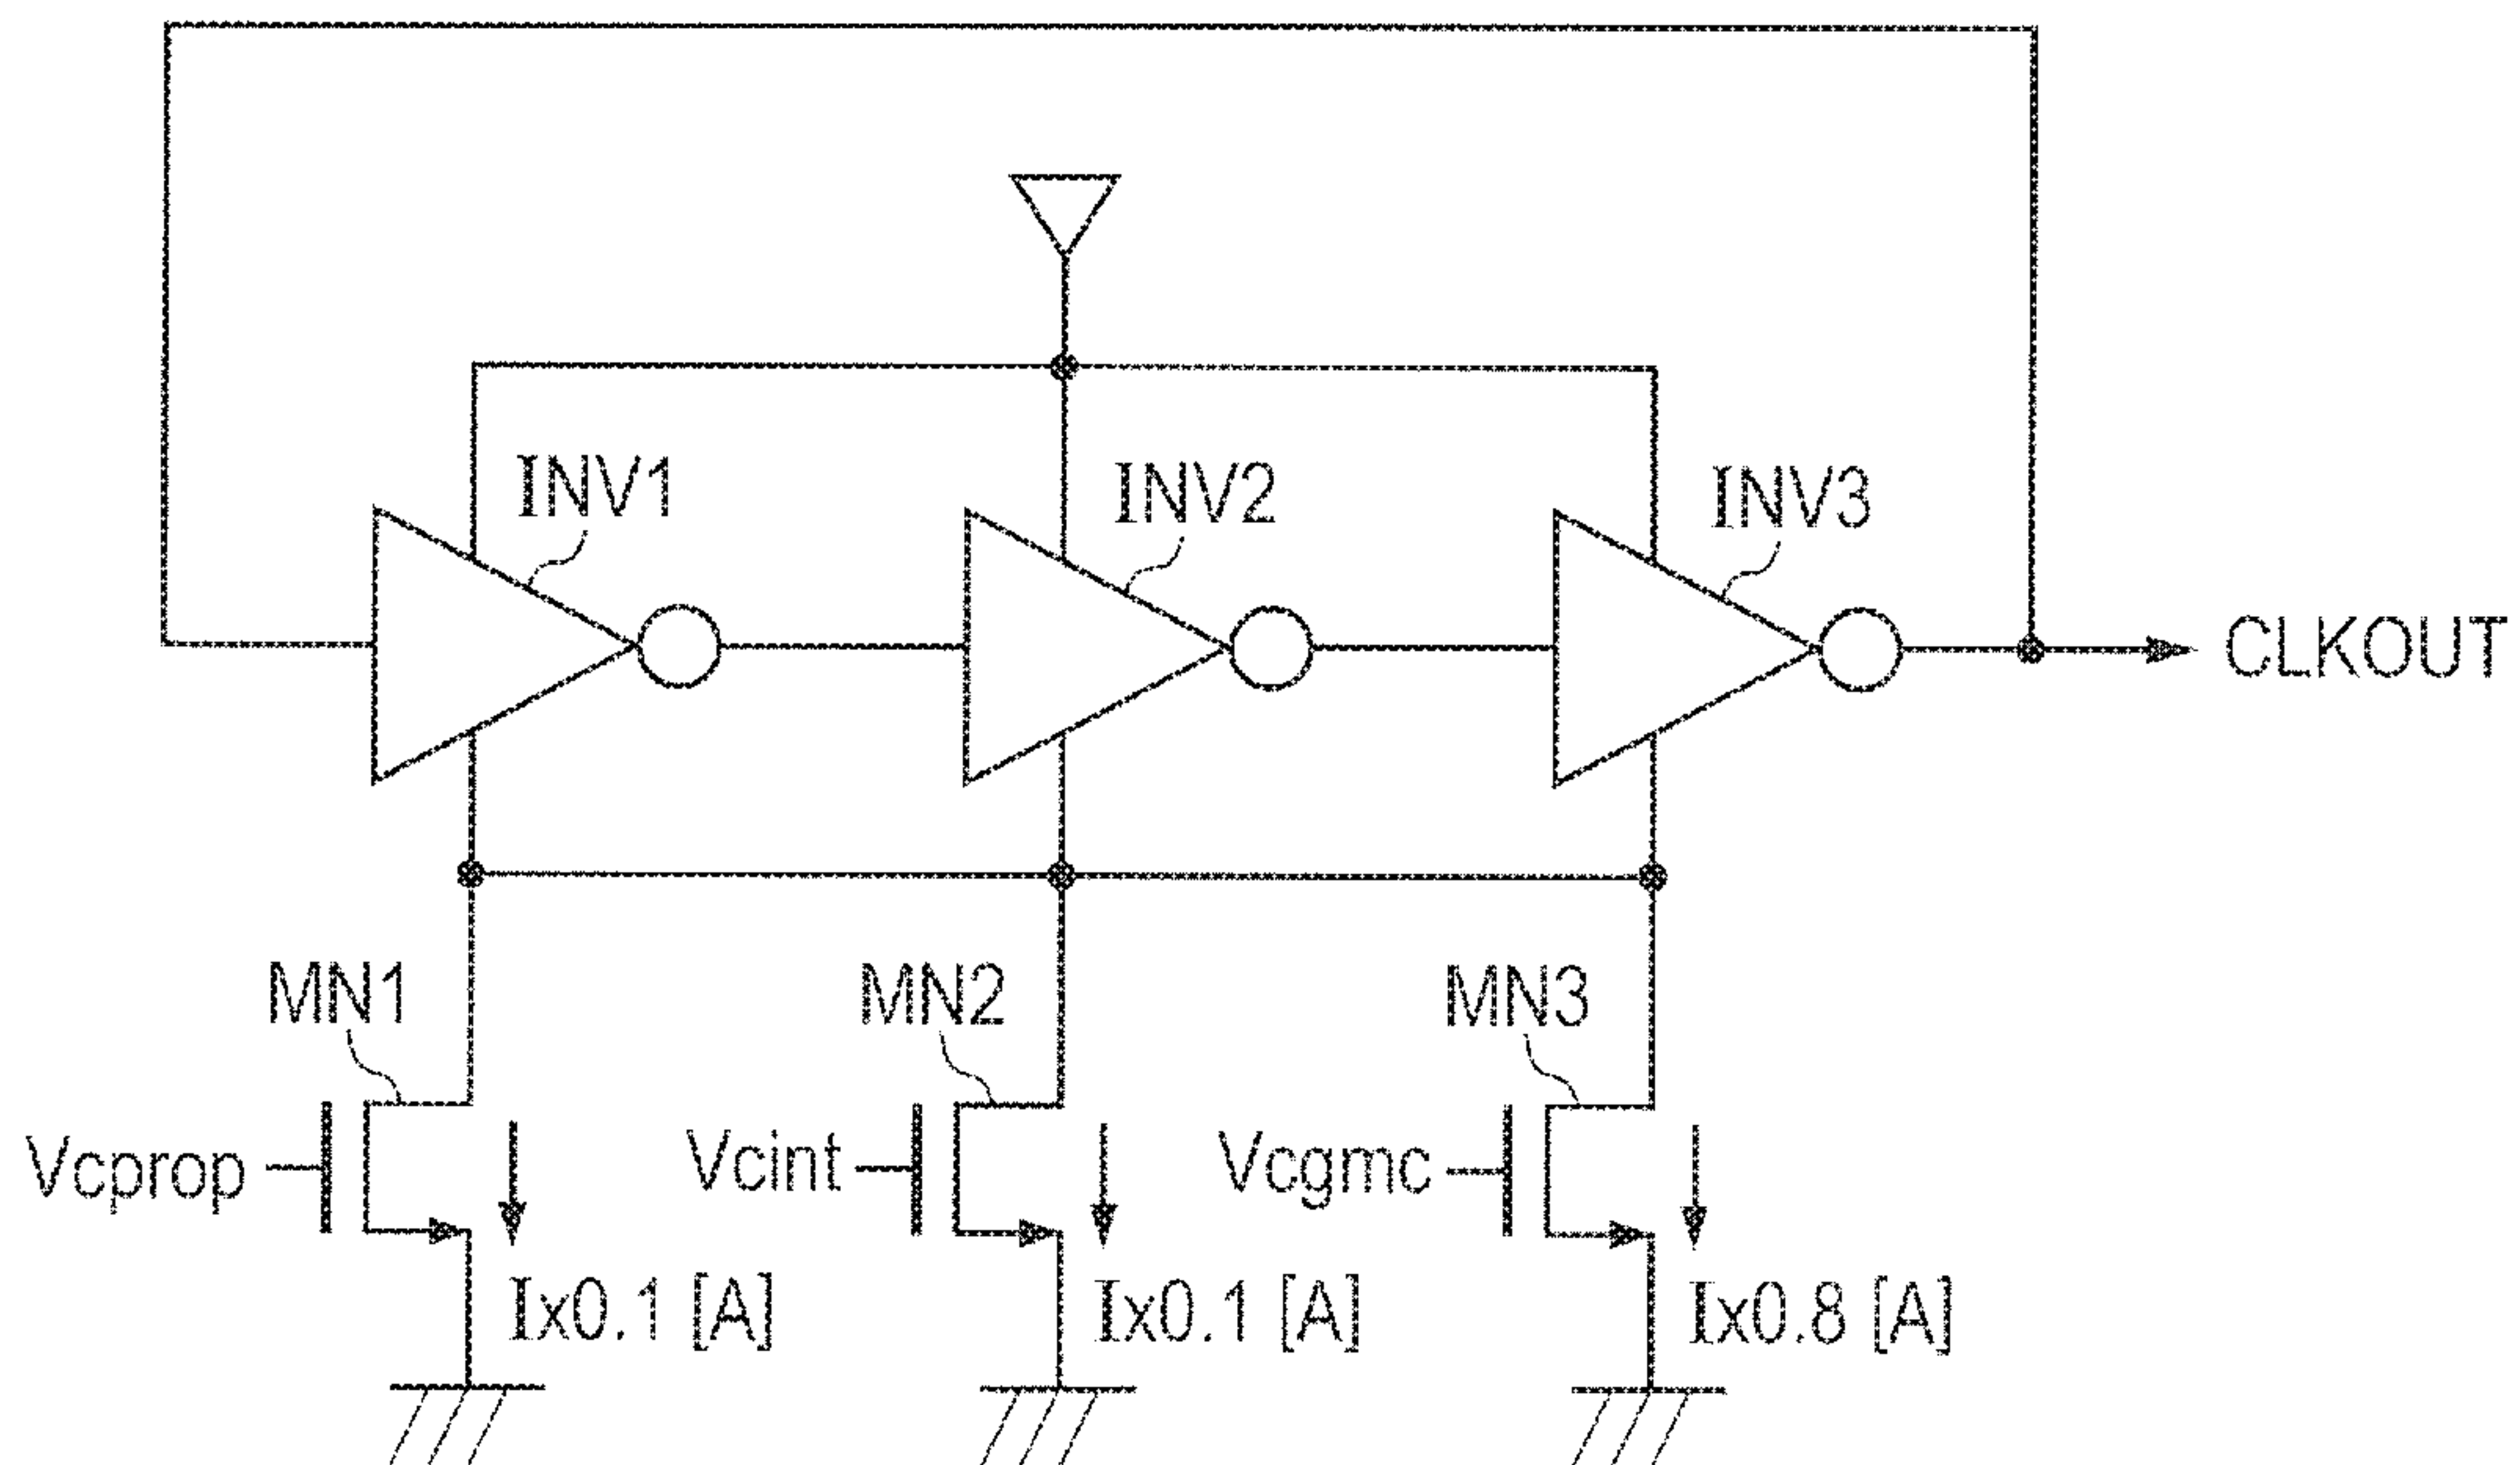 INV1
INV2
INV3
CLKOUT
MN1
MN2
MN3
Vcprop
Vcint
Vcgmc
Ix0.1 [A]
Ix0.1 [A]
Ix0.8 [A]